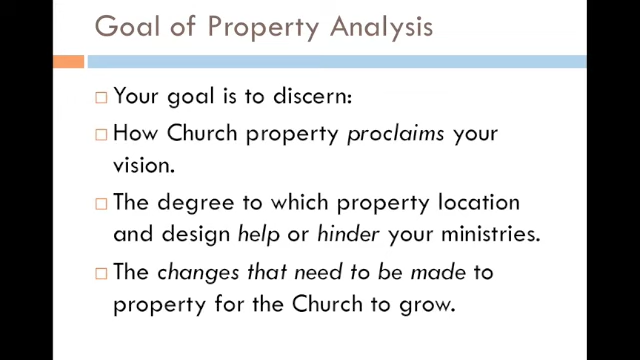 Goal of Property Analysis
Your goal is to discern:
How Church property proclaims your
vision.
The degree to which property location
and design help or hinder your ministries.
The changes that need to be made to
property for the Church to grow.